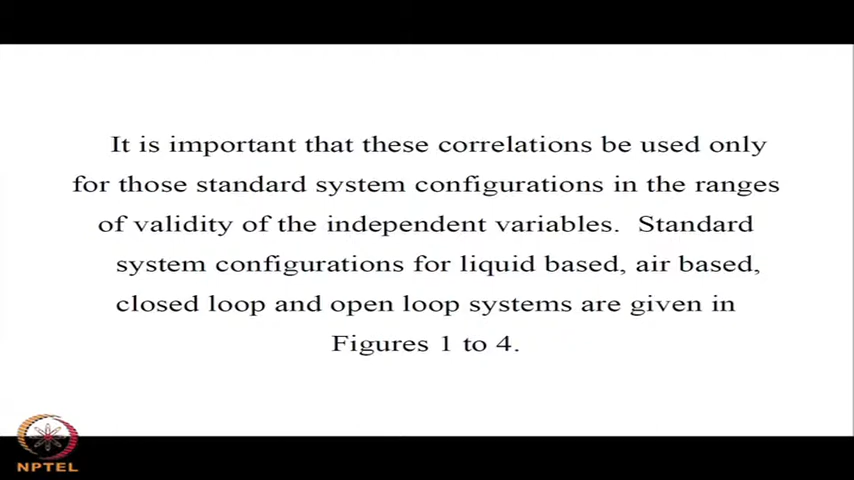 It is important that these correlations be used only
for those standard system configurations in the ranges
of validity of the independent variables. Standard
system configurations for liquid based, air based,
closed loop and open loop systems are given in
Figures 1 to 4.
NPTEL